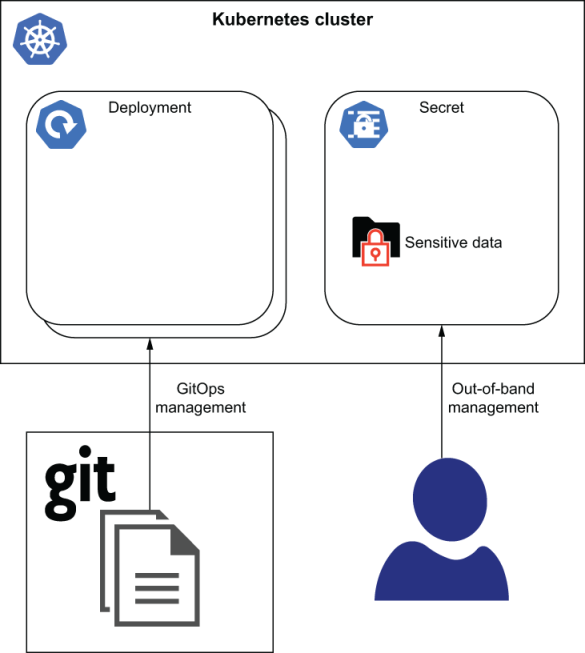 Kubernetes cluster
Deployment
Secret
Sensitive data
GitOps
management
Out-of-band
management
git